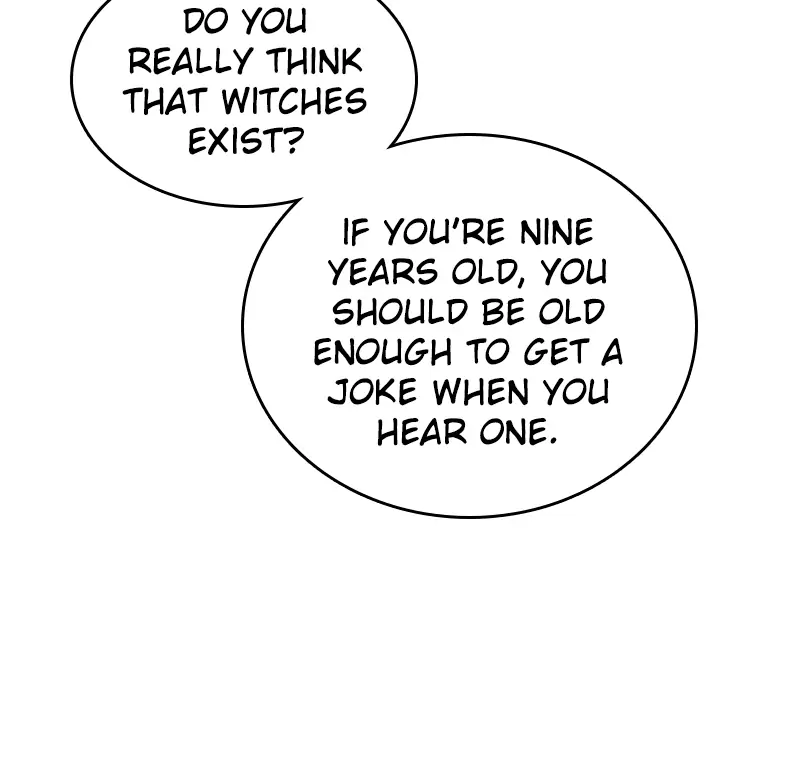 DO YOU
REALLY THINK
THAT WITCHES
EXIST?
IF YOU'RE NINE
YEARS OLD, YOU
SHOULD BE OLD
ENOUGH TO GET A
JOKE WHEN YOU
HEAR ONE.